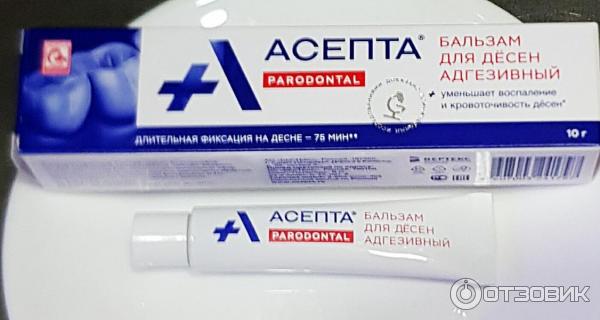 АСЕПТА®
PARODONTAL
БАЛЬЗАМ
ДЛЯ ДЁСЕН
АДГЕЗИВНЫЙ
+ уменьшает воспаление
и кровоточивость дёсен*
ДЛИТЕЛЬНАЯ ФИКСАЦИЯ НА ДЕСНЕ – 75 МИН**
10 г
ВЕРТЕКС
АСЕПТА®
PARODONTAL
БАЛЬЗАМ
ДЛЯ ДЁСЕН
АДГЕЗИВНЫЙ
ОТЗОВИК